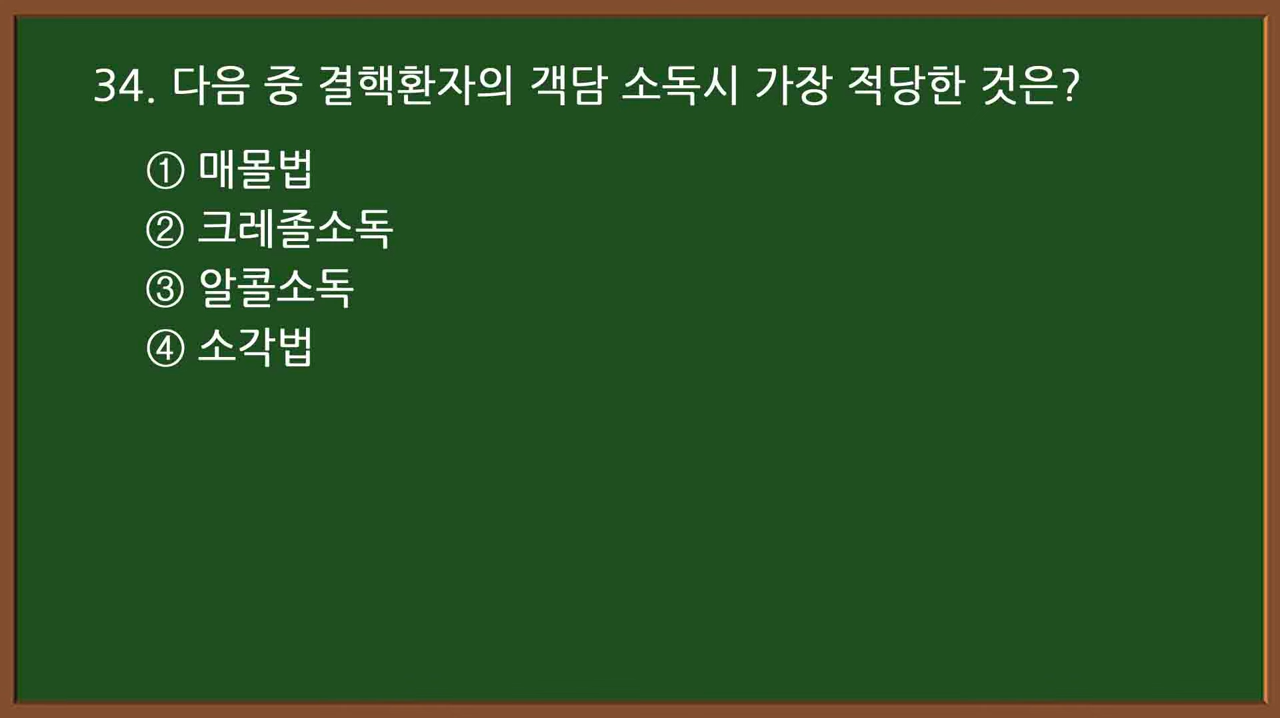 34. 다음 중 결핵환자의 객담 소독시 가장 적당한 것은?
① 매몰법
② 크레졸소독
③ 알콜소독
④ 소각법